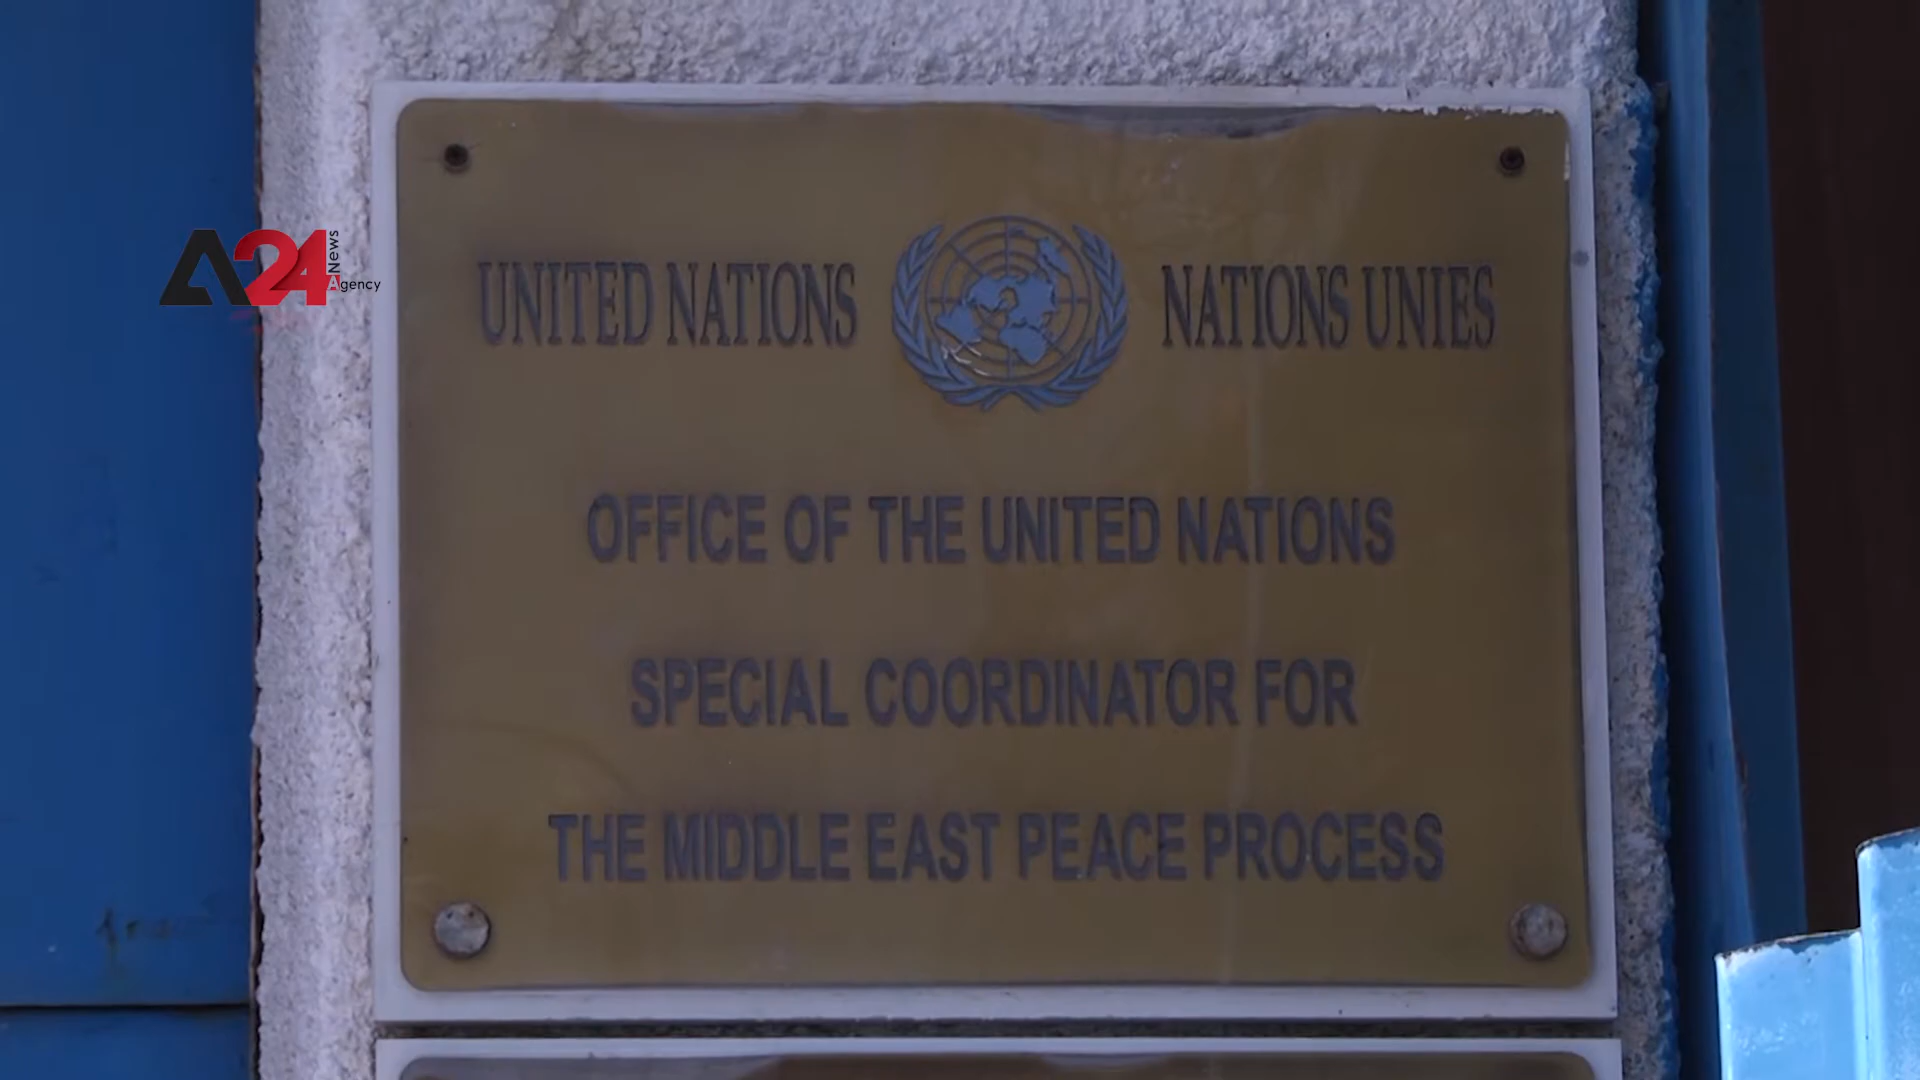 A24 News Agency
UNITED NATIONS NATIONS UNIES
OFFICE OF THE UNITED NATIONS
SPECIAL COORDINATOR FOR
THE MIDDLE EAST PEACE PROCESS